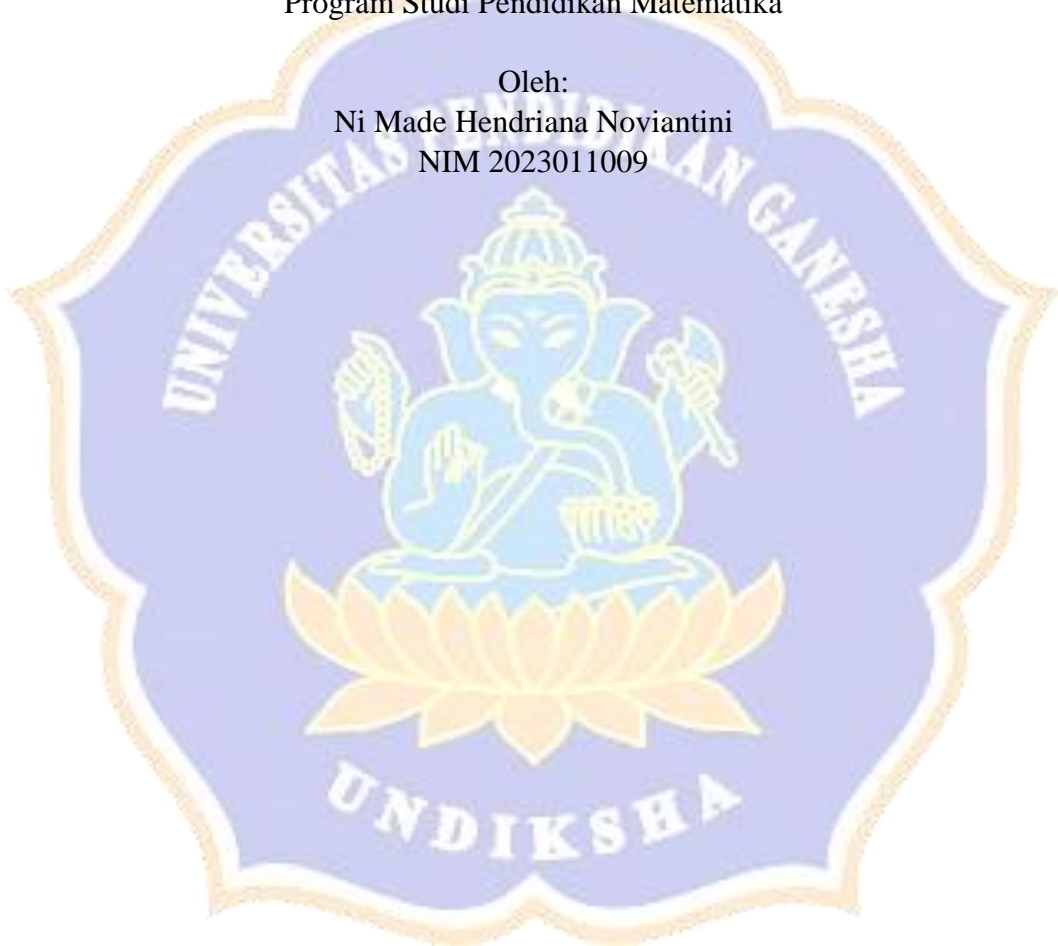 Program Studi Pendidikan Matematika
Oleh:
Ni Made Hendriana Noviantini
NIM 2023011009
UNIVERSITAS PENDIDIKAN GANESHA
UNDIKSHA